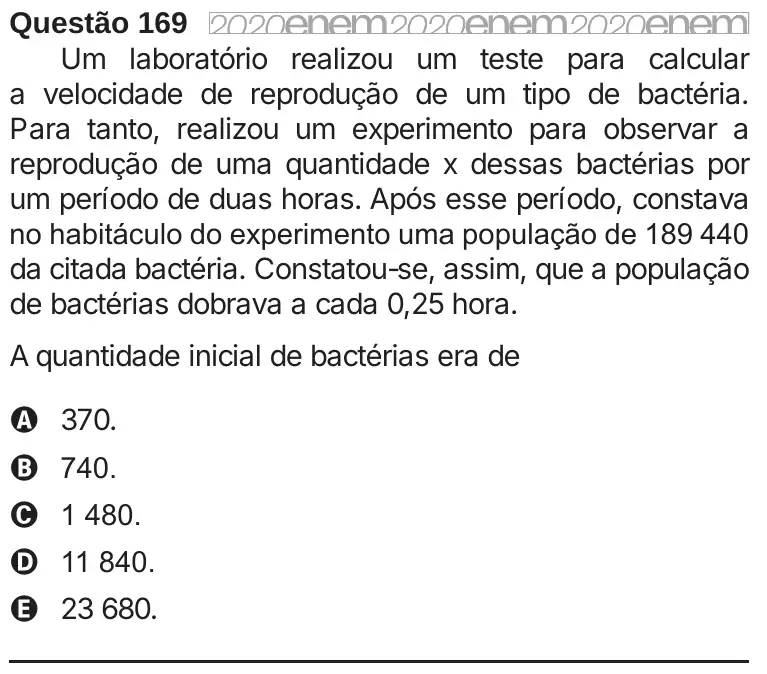 Questão 169 2020enem2020enem2020enem
Um laboratório realizou um teste para calcular
a velocidade de reprodução de um tipo de bactéria.
Para tanto, realizou um experimento para observar a
reprodução de uma quantidade x dessas bactérias por
um período de duas horas. Após esse período, constava
no habitáculo do experimento uma população de 189 440
da citada bactéria. Constatou-se, assim, que a população
de bactérias dobrava a cada 0,25 hora.
A quantidade inicial de bactérias era de
A 370.
B 740.
C 1 480.
D 11 840.
E 23 680.